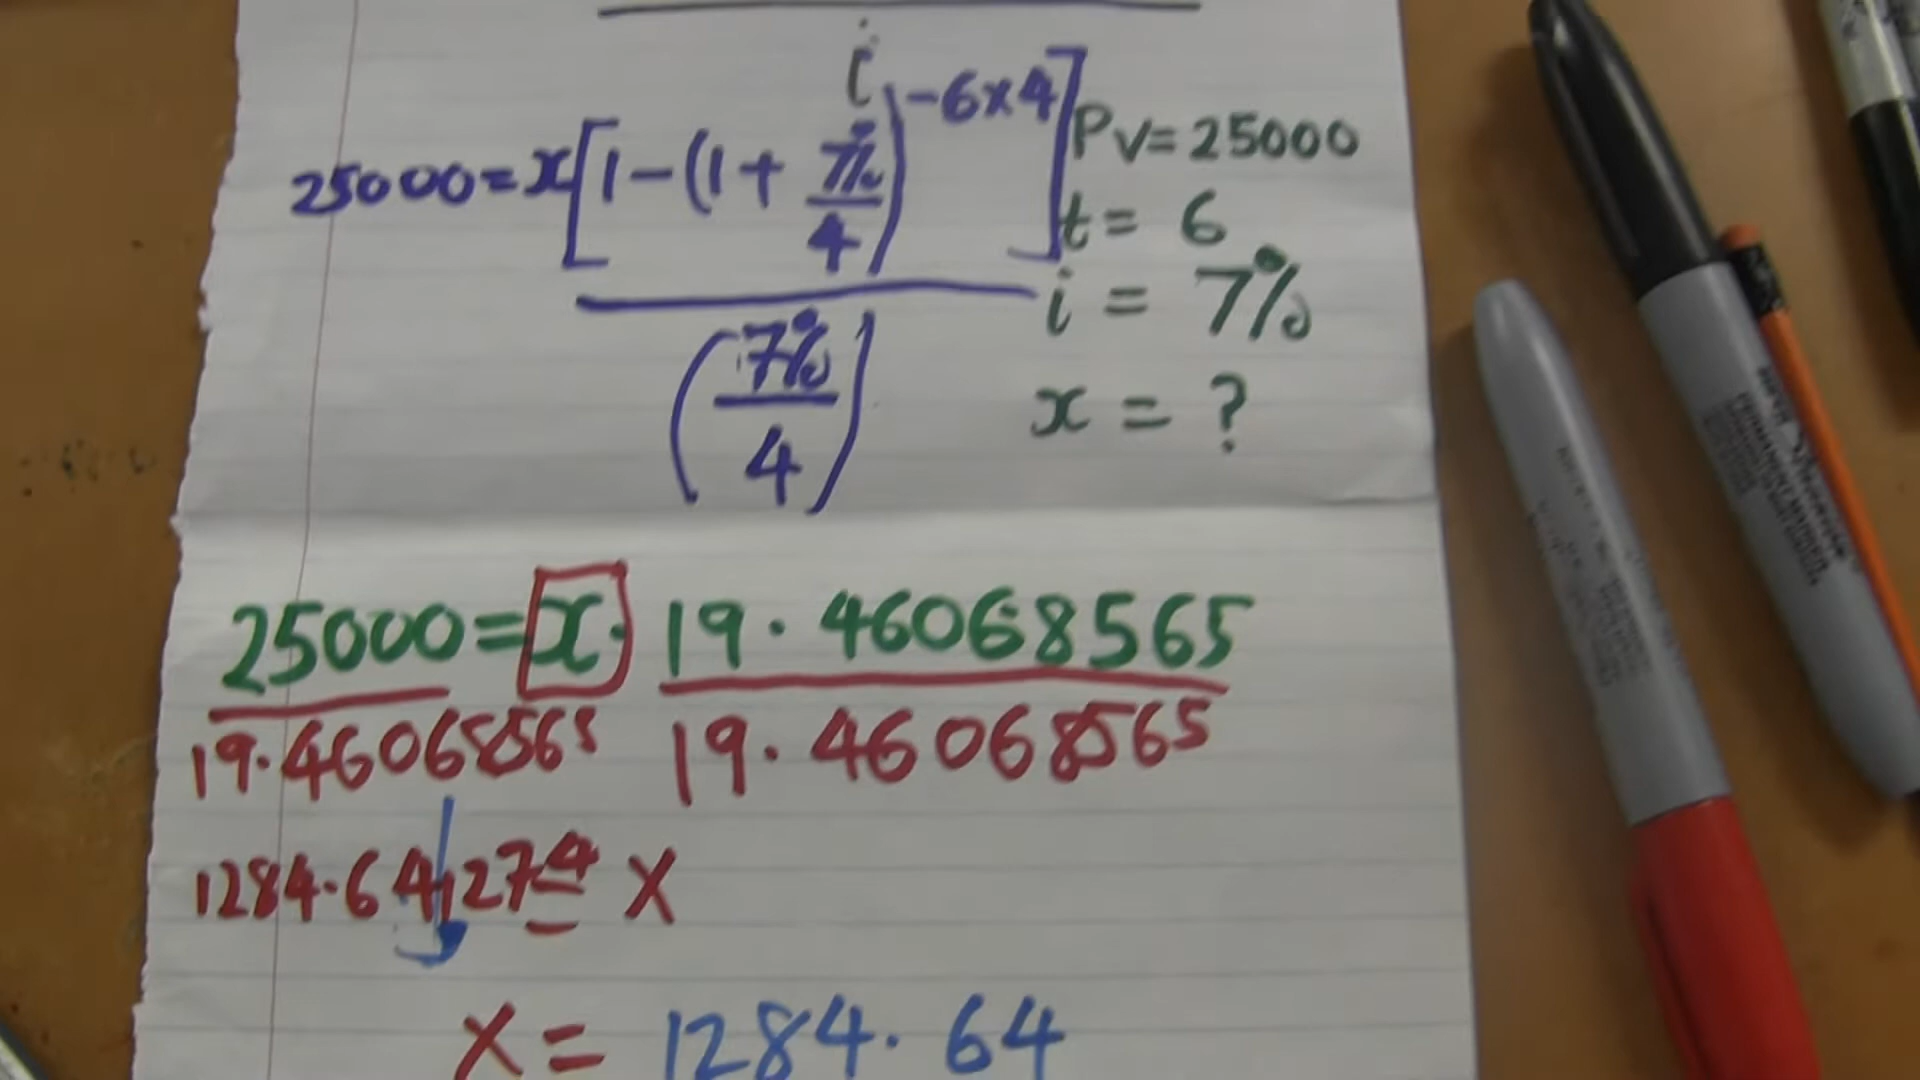 i
25000=x[1-(1+ 7%/4)^-6x4]
(7%/4)
PV=25000
t= 6
i = 7%
x = ?
25000=x. 19.46068565
19.46068565 19.46068565
1284.641274= X
X= 1284.64